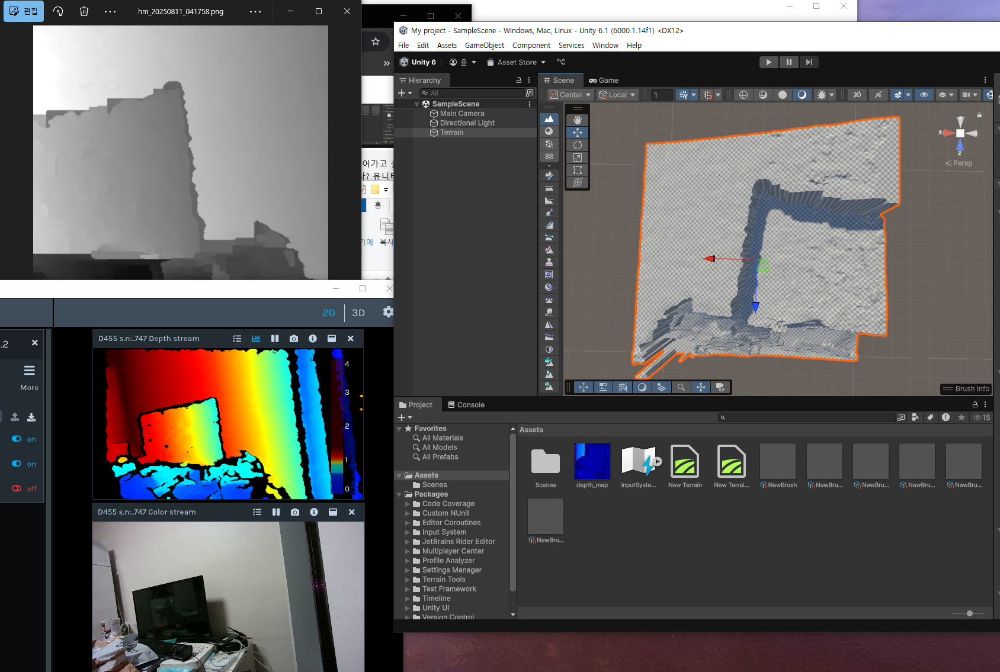 편집
hm_20250811_041758.png
어가고
유니티
홈
복사
2D
3D
.2
More
on
on
off
D455 s.n:..747 Depth stream
4
3
2
1
0
D455 s.n:..747 Color stream
My project - SampleScene - Windows, Mac, Linux - Unity 6.1 (6000.1.14f1) <DX12>
File Edit Assets GameObject Component Services Window Help
Unity 6
윤
Asset Store
Hierarchy
All
SampleScene
Main Camera
Directional Light
Terrain
Scene
Game
Center
Local
1
2D
x
z
Persp
Brush Info
Project
Console
15
Favorites
All Materials
All Models
All Prefabs
Assets
Scenes
Packages
Code Coverage
Custom NUnit
Editor Coroutines
Input System
JetBrains Rider Editor
Multiplayer Center
Profile Analyzer
Settings Manager
Terrain Tools
Test Framework
Timeline
Unity UI
Version Control
Assets
Scenes
depth_map
InputSyste...
New Terrain
New Terrai...
NewBrush
NewBru...
NewBru...
NewBru...
NewBru...
NewBru...